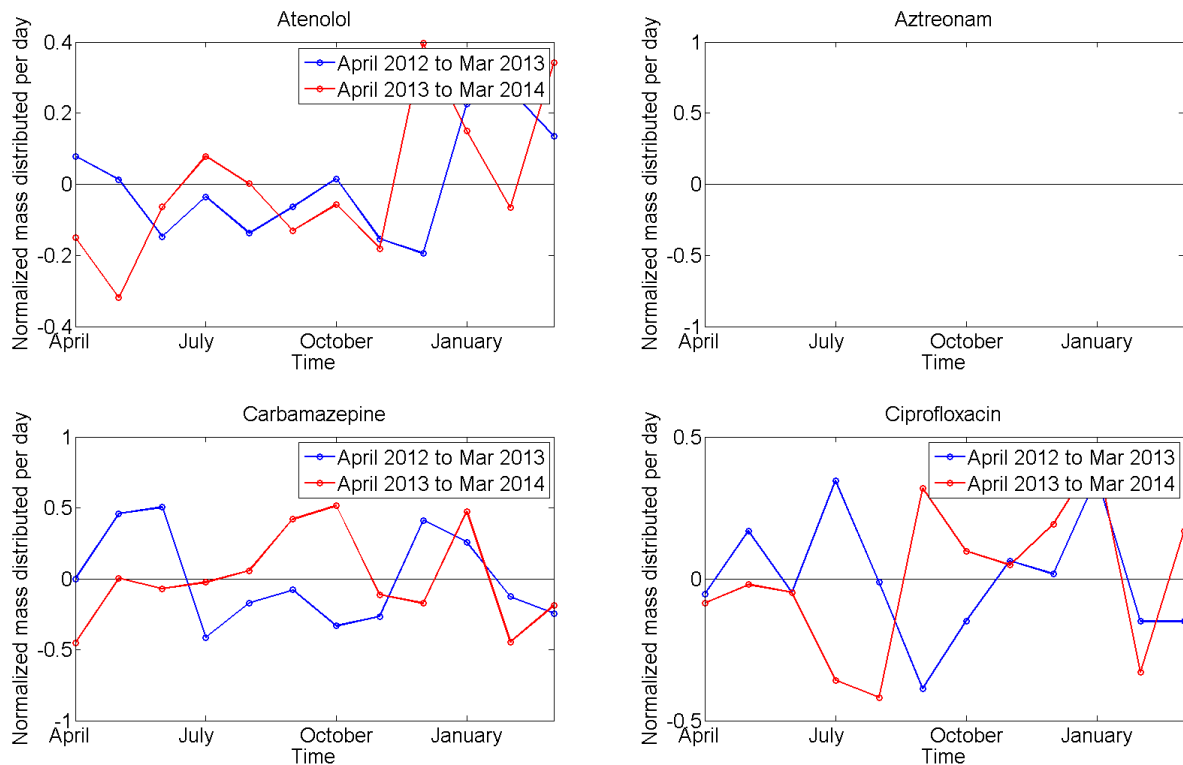 Atenolol
Normalized mass distributed per day
0.4
0.2
0
-0.2
-0.4
April 2012 to Mar 2013
April 2013 to Mar 2014
April
July
October
January
Time
Aztreonam
Normalized mass distributed per day
1
0.5
0
-0.5
-1
April
July
October
January
Time
Carbamazepine
Normalized mass distributed per day
1
0.5
0
-0.5
-1
April 2012 to Mar 2013
April 2013 to Mar 2014
April
July
October
January
Time
Ciprofloxacin
Normalized mass distributed per day
0.5
0
-0.5
April 2012 to Mar 2013
April 2013 to Mar 2014
April
July
October
January
Time